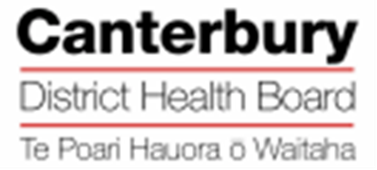 Canterbury
District Health Board
Te Poari Hauora ō Waitaha